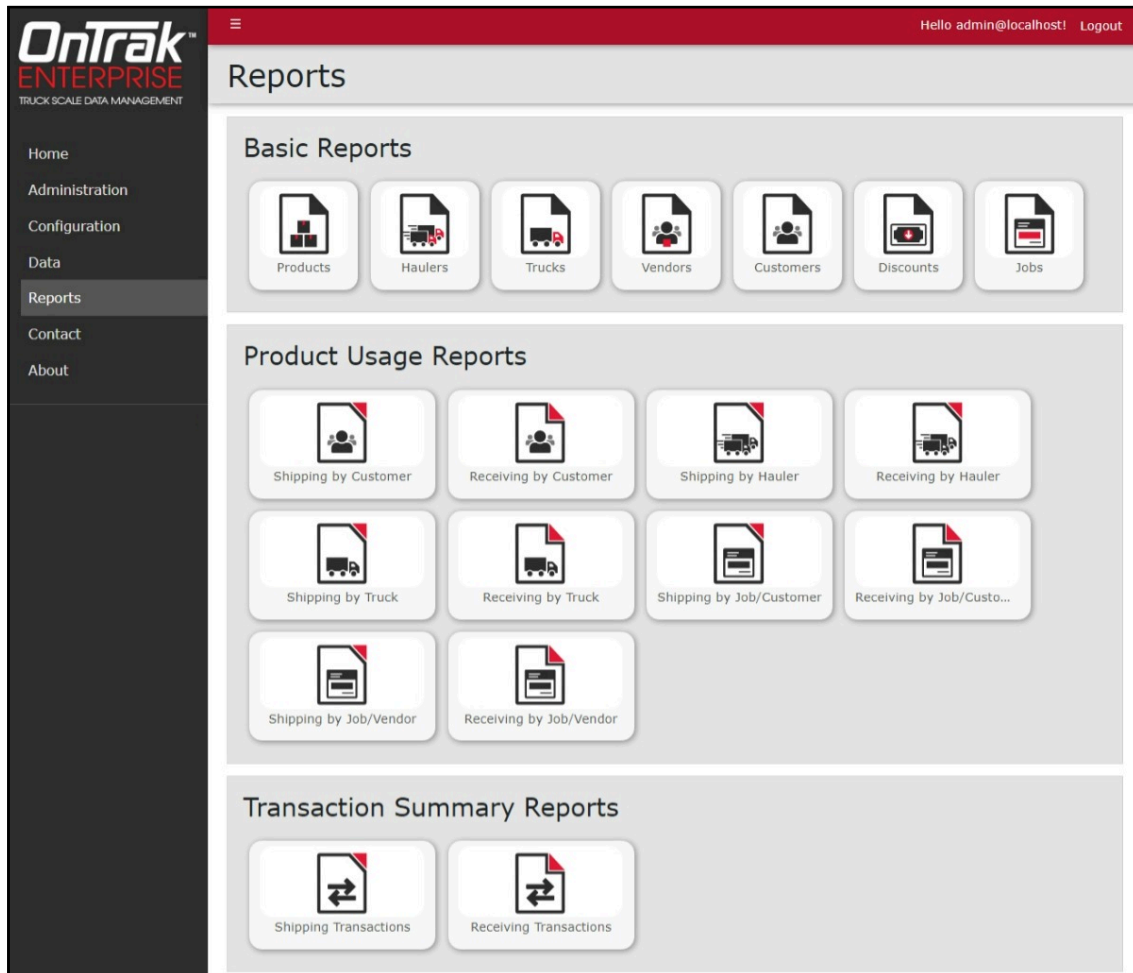 OnTrak™
ENTERPRISE
TRUCK SCALE DATA MANAGEMENT
Home
Administration
Configuration
Data
Reports
Contact
About
☰ Hello admin@localhost! Logout
Reports
Basic Reports
Products Haulers Trucks Vendors Customers Discounts Jobs
Product Usage Reports
Shipping by Customer Receiving by Customer Shipping by Hauler Receiving by Hauler
Shipping by Truck Receiving by Truck Shipping by Job/Customer Receiving by Job/Custo...
Shipping by Job/Vendor Receiving by Job/Vendor
Transaction Summary Reports
Shipping Transactions Receiving Transactions